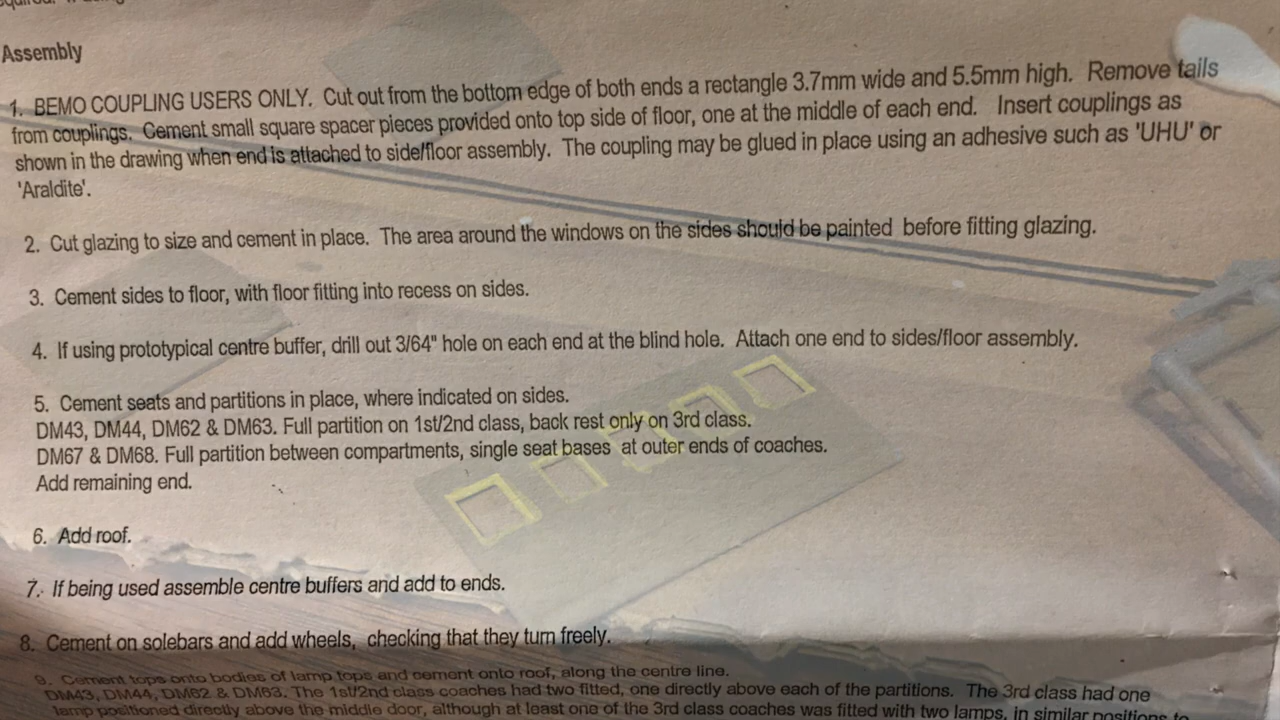 Assembly
1. BEMO COUPLING USERS ONLY. Cut out from the bottom edge of both ends a rectangle 3.7mm wide and 5.5mm high. Remove tails
from couplings. Cement small square spacer pieces provided onto top side of floor, one at the middle of each end. Insert couplings as
shown in the drawing when end is attached to side/floor assembly. The coupling may be glued in place using an adhesive such as 'UHU' or
'Araldite'.
2. Cut glazing to size and cement in place. The area around the windows on the sides should be painted before fitting glazing.
3. Cement sides to floor, with floor fitting into recess on sides.
4. If using prototypical centre buffer, drill out 3/64" hole on each end at the blind hole. Attach one end to sides/floor assembly.
5. Cement seats and partitions in place, where indicated on sides.
DM43, DM44, DM62 & DM63. Full partition on 1st/2nd class, back rest only on 3rd class.
DM67 & DM68. Full partition between compartments, single seat bases at outer ends of coaches.
Add remaining end.
6. Add roof.
7. If being used assemble centre buffers and add to ends.
8. Cement on solebars and add wheels, checking that they turn freely.
9. Cement tops onto bodies of lamp tops and cement onto roof, along the centre line.
DM43, DM44, DM62 & DM63. The 1st/2nd class coaches had two fitted, one directly above each of the partitions. The 3rd class had one
lamp positioned directly above the middle door, although at least one of the 3rd class coaches was fitted with two lamps, in similar positions to